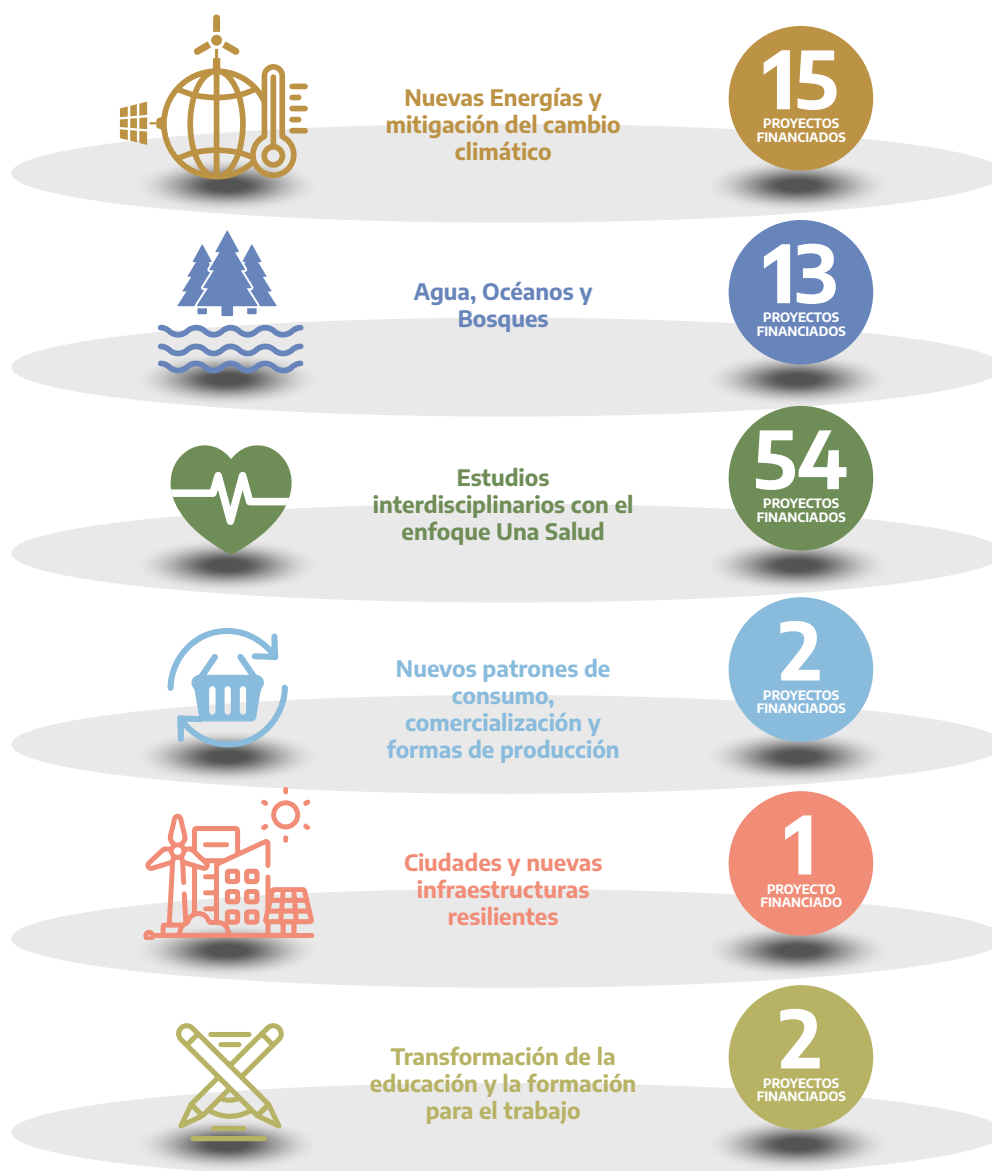 Nuevas Energías y
mitigación del cambio
climático
15
PROYECTOS
FINANCIADOS
Agua, Océanos y
Bosques
13
PROYECTOS
FINANCIADOS
Estudios
interdisciplinarios con el
enfoque Una Salud
54
PROYECTOS
FINANCIADOS
Nuevos patrones de
consumo,
comercialización y
formas de producción
2
PROYECTOS
FINANCIADOS
Ciudades y nuevas
infraestructuras
resilientes
1
PROYECTO
FINANCIADO
Transformación de la
educación y la formación
para el trabajo
2
PROYECTOS
FINANCIADOS